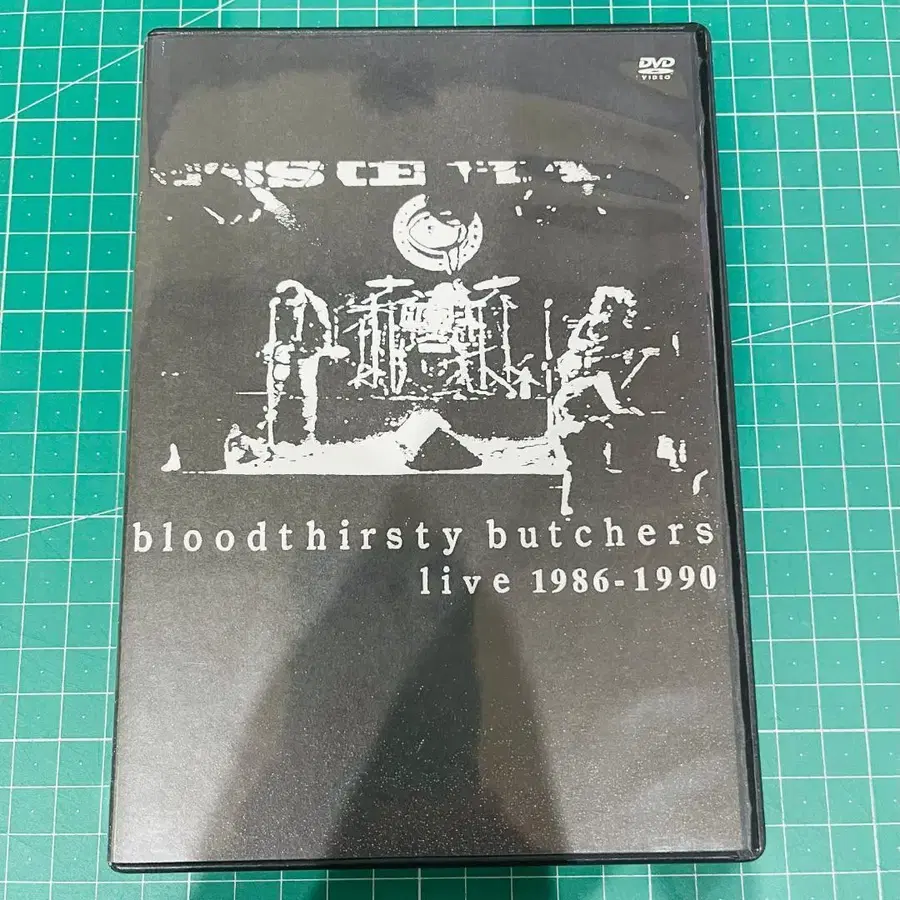 DVD
VIDEO
bloodthirsty butchers
live 1986-1990